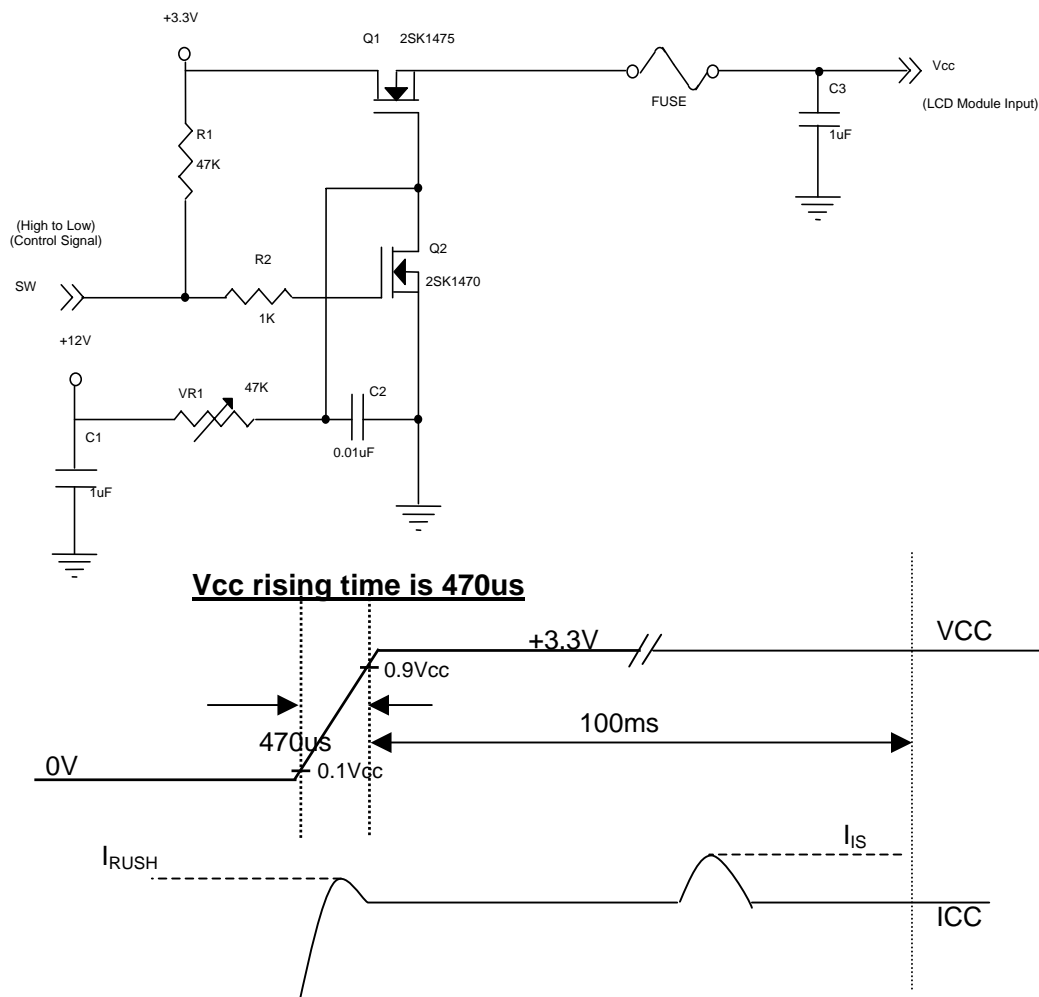 +3.3V
Q1 2SK1475
Vcc
FUSE
C3
(LCD Module Input)
R1
1uF
47K
(High to Low)
(Control Signal)
Q2
R2
SW
2SK1470
1K
+12V
VR1
47K
C2
C1
0.01uF
1uF
Vcc rising time is 470us
+3.3V
VCC
0.9Vcc
100ms
470us
0V
0.1Vcc
IRUSH
IIS
ICC